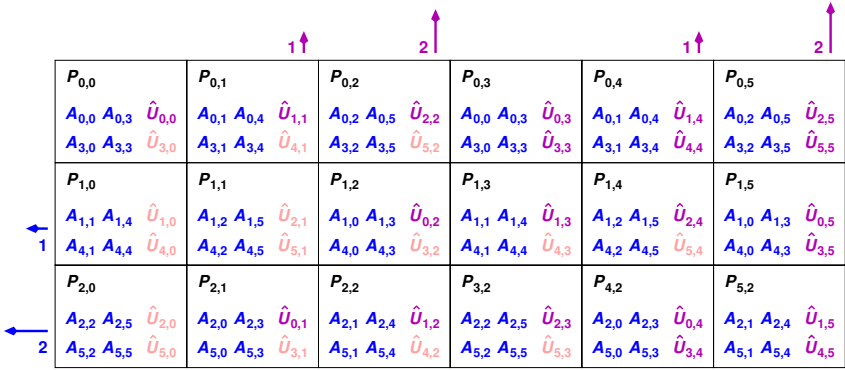 1 2 1 2
P0,0 P0,1 P0,2 P0,3 P0,4 P0,5
A0,0 A0,3 Û0,0 A0,1 A0,4 Û1,1 A0,2 A0,5 Û2,2 A0,0 A0,3 Û0,3 A0,1 A0,4 Û1,4 A0,2 A0,5 Û2,5
A3,0 A3,3 Û3,0 A3,1 A3,4 Û4,1 A3,2 A3,5 Û5,2 A3,0 A3,3 Û3,3 A3,1 A3,4 Û4,4 A3,2 A3,5 Û5,5
P1,0 P1,1 P1,2 P1,3 P1,4 P1,5
A1,1 A1,4 Û1,0 A1,2 A1,5 Û2,1 A1,0 A1,3 Û0,2 A1,1 A1,4 Û1,3 A1,2 A1,5 Û2,4 A1,0 A1,3 Û0,5
1
A4,1 A4,4 Û4,0 A4,2 A4,5 Û5,1 A4,0 A4,3 Û3,2 A4,1 A4,4 Û4,3 A4,2 A4,5 Û5,4 A4,0 A4,3 Û3,5
P2,0 P2,1 P2,2 P3,2 P4,2 P5,2
A2,2 A2,5 Û2,0 A2,0 A2,3 Û0,1 A2,1 A2,4 Û1,2 A2,2 A2,5 Û2,3 A2,0 A2,3 Û0,4 A2,1 A2,4 Û1,5
2
A5,2 A5,5 Û5,0 A5,0 A5,3 Û3,1 A5,1 A5,4 Û4,2 A5,2 A5,5 Û5,3 A5,0 A5,3 Û3,4 A5,1 A5,4 Û4,5